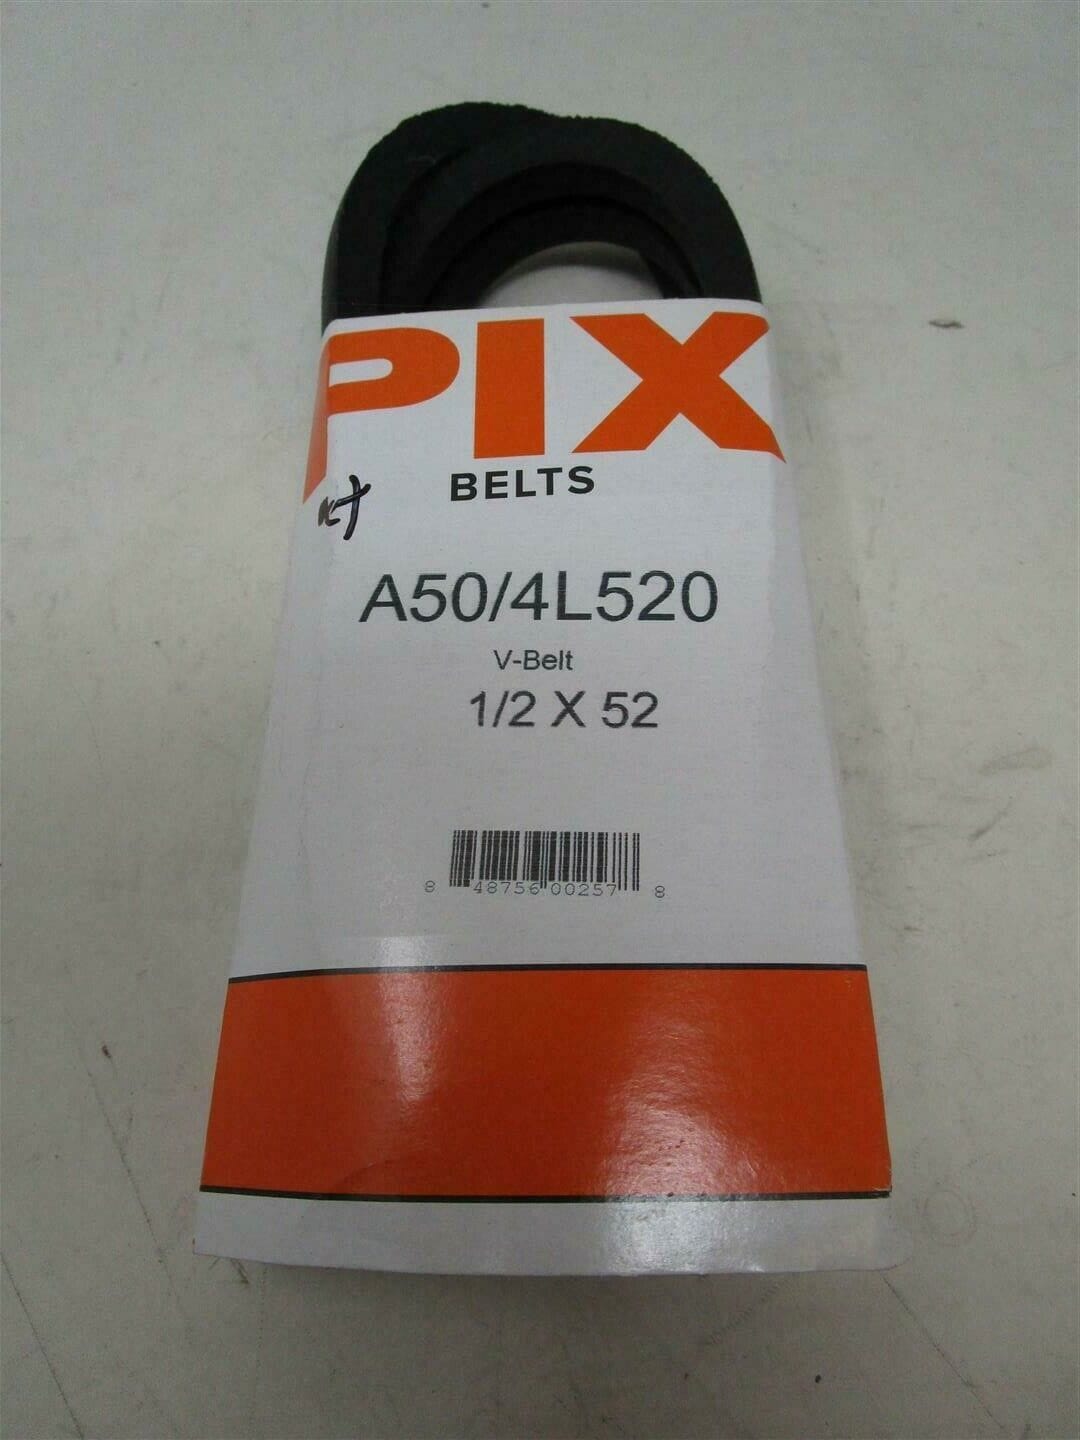 PIX
BELTS
A50/4L520
V-Belt
1/2 X 52
8 48756 00257 8